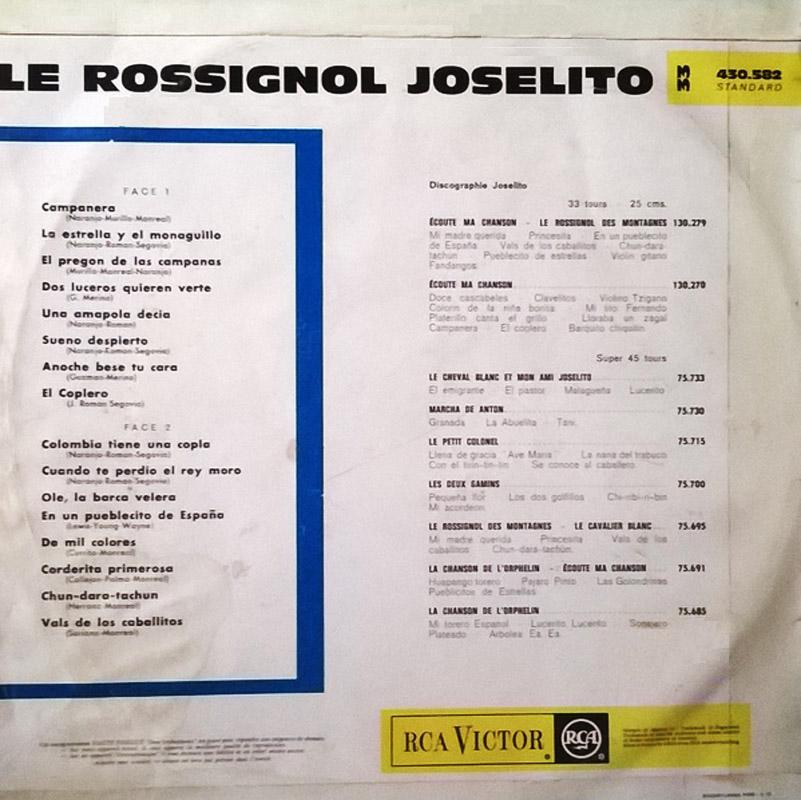 LE ROSSIGNOL JOSELITO
430.582
STANDARD
FACE 1
Campanera
(Naranjo-Murillo-Monreal)
La estrella y el monaguillo
(Naranjo-Roman-Segovia)
El pregon de las campanas
(Murillo-Monreal-Naranjo)
Dos luceros quieren verte
(G. Merino)
Una amapola decia
(Naranjo-Roman)
Sueno despierto
(Naranjo-Roman-Segovia)
Anoche bese tu cara
(Guzman-Merino)
El Coplero
(J. Roman Segovia)
FACE 2
Colombia tiene una copla
(Naranjo-Roman-Segovia)
Cuando te perdio el rey moro
(Naranjo-Roman-Segovia)
Ole, la barca velera
En un pueblecito de España
(Lewis-Young-Wayne)
De mil colores
(Currito-Monreal)
Corderita primerosa
(Callejon-Palma-Monreal)
Chun-dara-tachun
Vals de los caballitos
(Soriano-Monreal)
Discographie Joselito
33 tours 25 cms.
ÉCOUTE MA CHANSON - LE ROSSIGNOL DES MONTAGNES 130.279
Mi madre querida Princesita En un pueblecito
de España Vals de los caballitos Chun-dara-
tachun Pueblecito de estrellas Violin gitano
Fandangos
ÉCOUTE MA CHANSON 130.270
Doce cascabeles Clavelitos Violino Tzigano
Colorin de la niña bonita Mi tio Fernando
Platerillo canta el grillo Lloraba un zagal
Campanera El coplero Barquito chiquilin
Super 45 tours
LE CHEVAL BLANC ET MON AMI JOSELITO 75.733
El emigrante El pastor Malagueña Lucerito
MARCHA DE ANTON 75.730
Granada La Abuelita Tani.
LE PETIT COLONEL 75.715
Llena de gracia "Ave Maria" La nana del trabuco
Con el tirin-tin-tin Se conoce al caballero
LES DEUX GAMINS 75.700
Pequeña flor Los dos golfillos Chi-ribi-ri-bin
Mi acordeon
LE ROSSIGNOL DES MONTAGNES - LE CAVALIER BLANC 75.695
Mi madre querida Princesita Vals de los
caballitos Chun-dara-tachún.
LA CHANSON DE L'ORPHELIN - ÉCOUTE MA CHANSON 75.691
Huapango torero Pajaro Pinto Las Golondrinas
Pueblicitos de Estrellas
LA CHANSON DE L'ORPHELIN 75.685
Mi torero Espanol Lucerito, Lucerito Sonajero
Plateado Arbolea Ea, Ea.
RCA VICTOR RCA